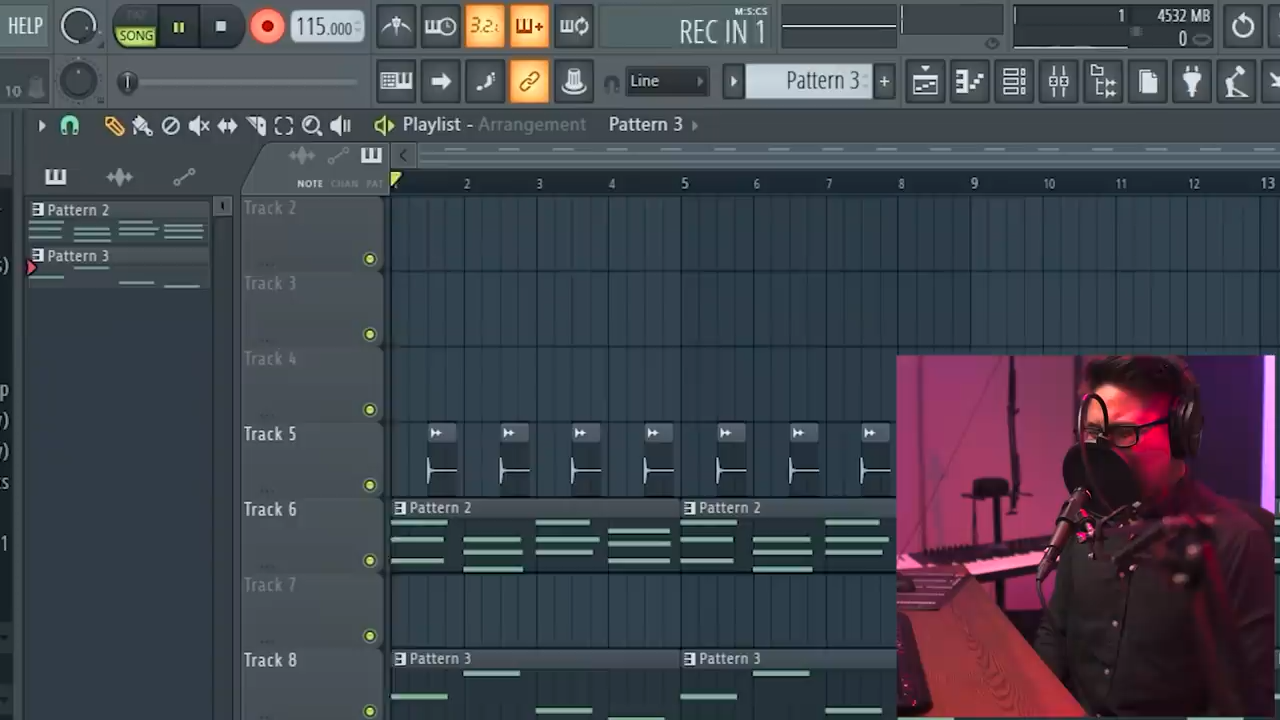 HELP
PAT
SONG
115.000
3.2.
M:S:CS
REC IN 1
1
4532 MB
0
10
Line
Pattern 3
Playlist - Arrangement Pattern 3
NOTE CHAN PAT
2 3 4 5 6 7 8 9 10 11 12 13
Pattern 2
Pattern 3
Track 2
Track 3
Track 4
Track 5
Track 6
Pattern 2
Pattern 2
Track 7
Track 8
Pattern 3
Pattern 3